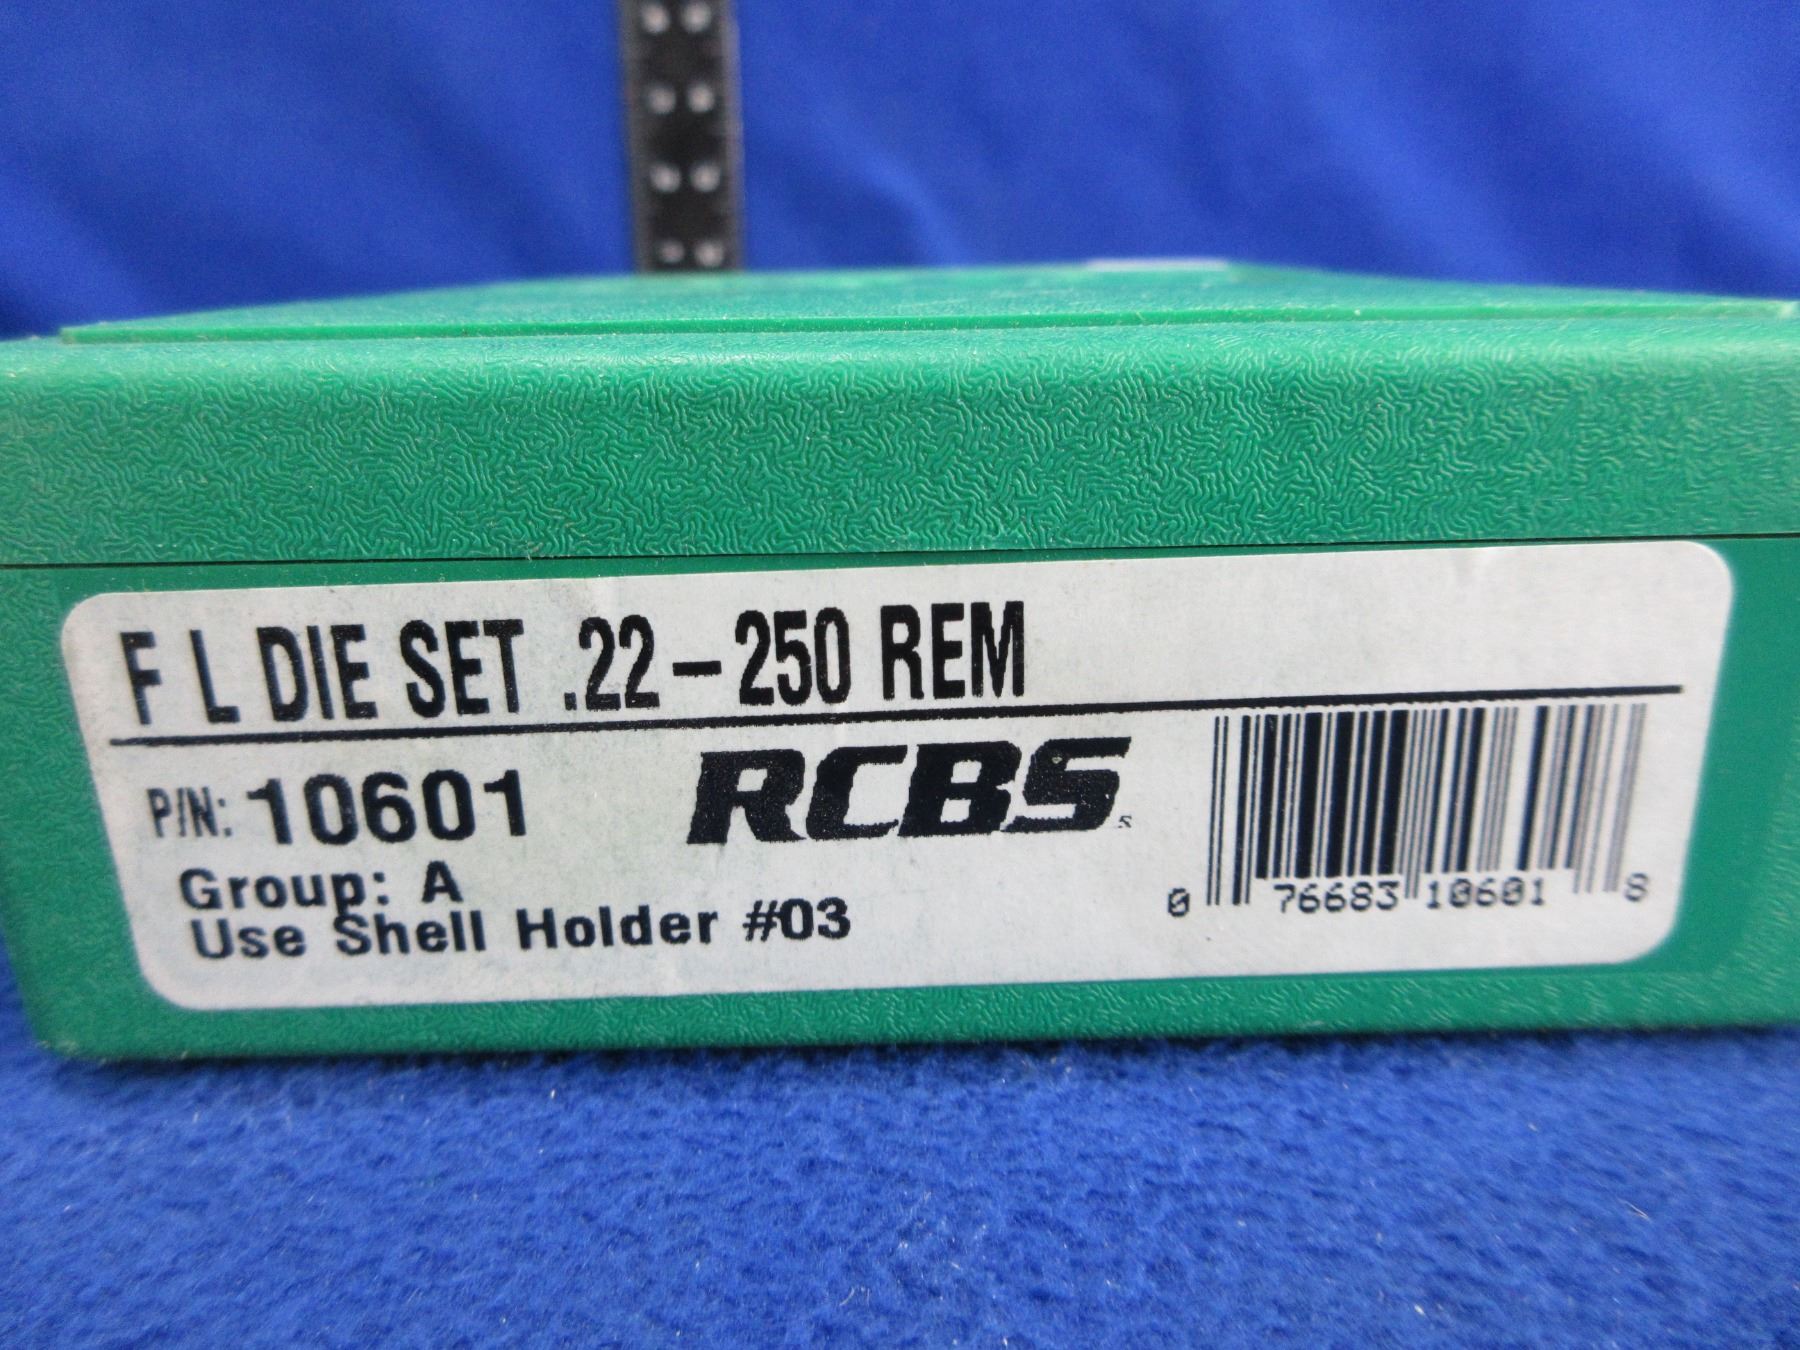 F L DIE SET .22-250 REM
P/N: 10601
RCBS
Group: A
Use Shell Holder #03
0 76683 10601 8